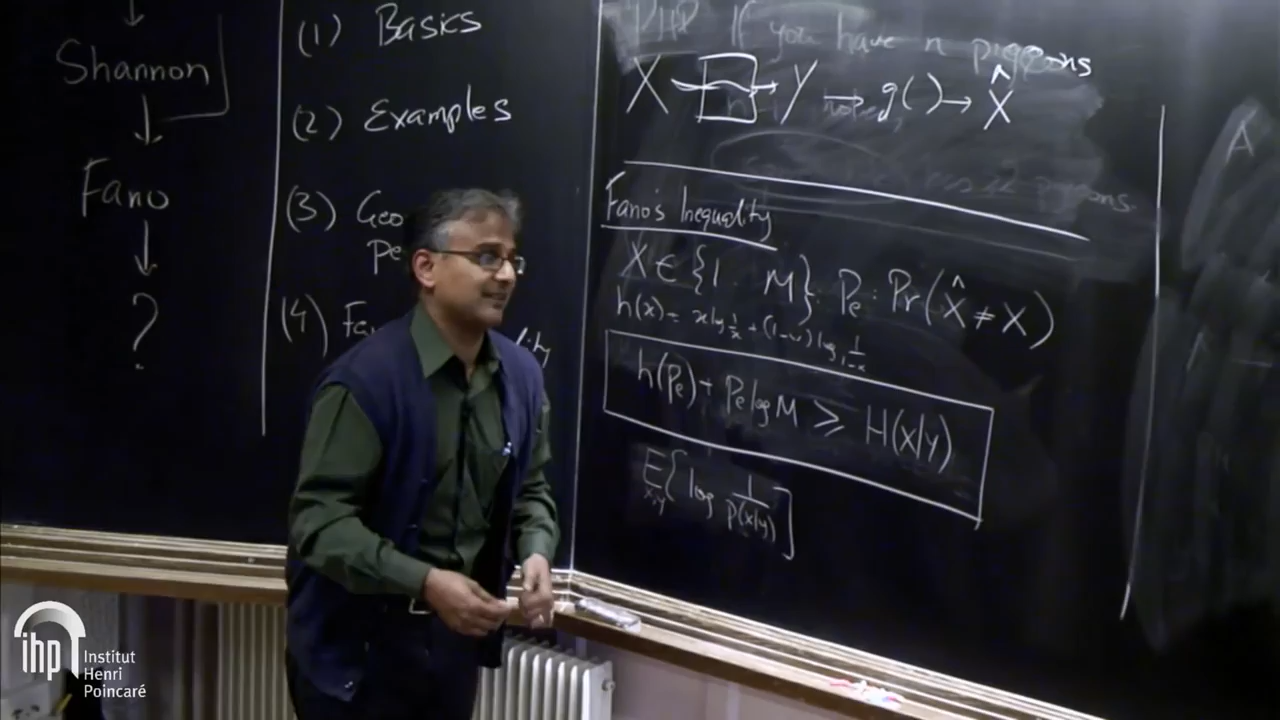 Shannon
Fano
?
(1) Basics
(2) Examples
(3) Geo
Pe
(4) Fa
lity
PHP If you have n pigeons
X → Y → g( ) → X̂
Fano's Inequality
X ∈ {1 M}. Pe: Pr(X̂ ≠ X)
h(x) = x log 1/x + (1-x) log 1/1-x
h(Pe) + Pe log M ≥ H(X|Y)
E x,y [log 1/P(x|y)]
A
ihp Institut
Henri
Poincaré